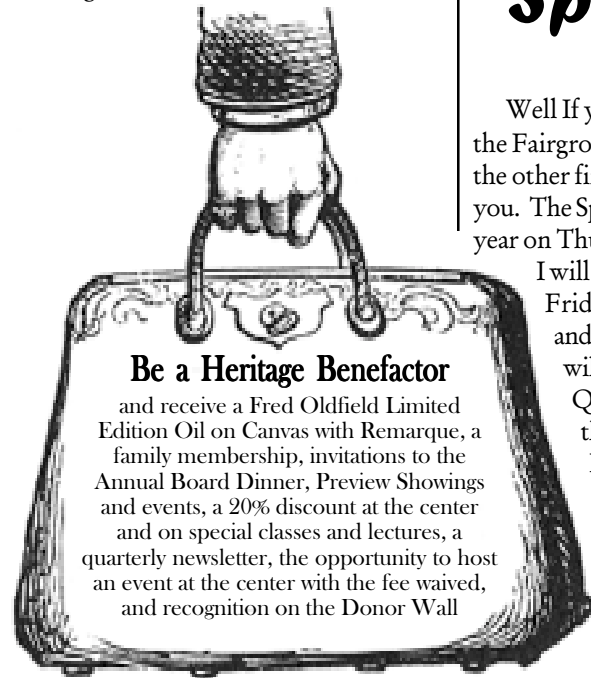 Sp
Be a Heritage Benefactor
and receive a Fred Oldfield Limited
Edition Oil on Canvas with Remarque, a
family membership, invitations to the
Annual Board Dinner, Preview Showings
and events, a 20% discount at the center
and on special classes and lectures, a
quarterly newsletter, the opportunity to host
an event at the center with the fee waived,
and recognition on the Donor Wall
Well If y
the Fairgro
the other fi
you. The Sp
year on Thu
I will
Frid
and
wil
Q